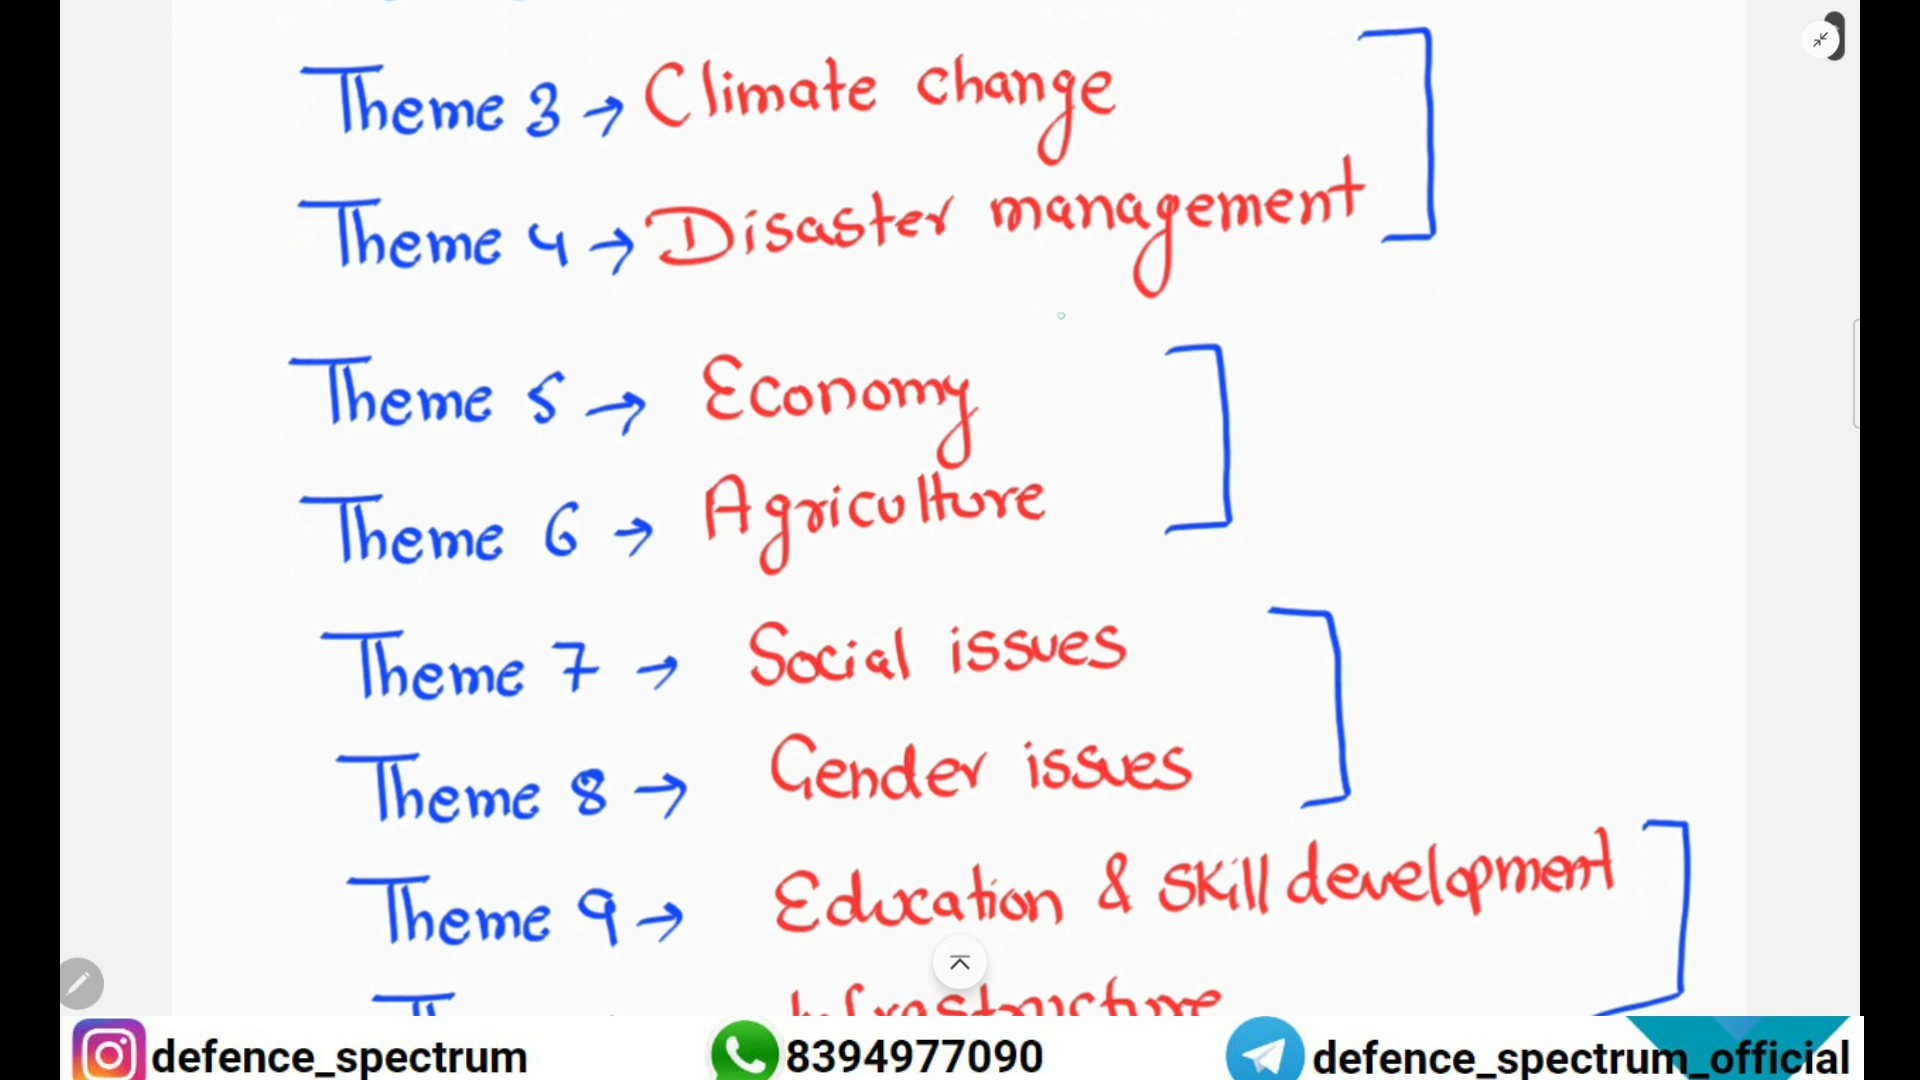 Theme 3 → Climate change
Theme 4 → Disaster management
Theme 5 → Economy
Theme 6 → Agriculture
Theme 7 → Social issues
Theme 8 → Gender issues
Theme 9 → Education & skill development
Infrastructure
defence_spectrum 8394977090 defence_spectrum_official